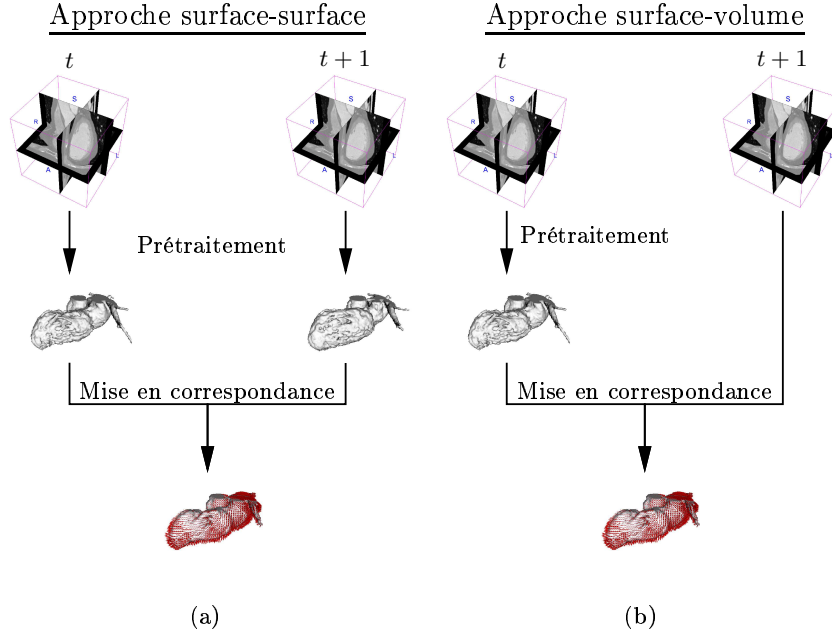 Approche surface-surface
t
t + 1
S
R
L
A
S
R
L
A
Prétraitement
Mise en correspondance
(a)
Approche surface-volume
t
t + 1
S
R
L
A
S
R
L
A
Prétraitement
Mise en correspondance
(b)